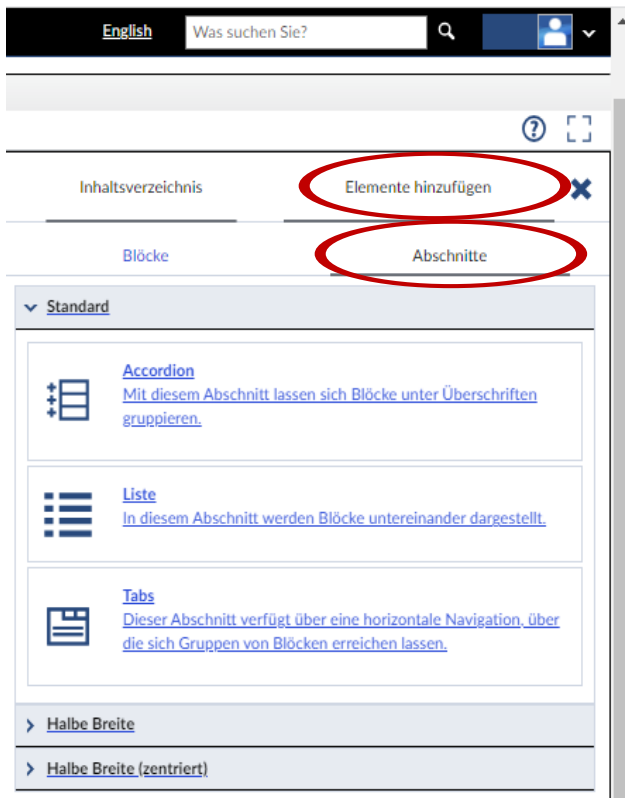 English
Was suchen Sie?
Inhaltsverzeichnis
Elemente hinzufügen
Blöcke
Abschnitte
Standard
Accordion
Mit diesem Abschnitt lassen sich Blöcke unter Überschriften
gruppieren.
Liste
In diesem Abschnitt werden Blöcke untereinander dargestellt.
Tabs
Dieser Abschnitt verfügt über eine horizontale Navigation, über
die sich Gruppen von Blöcken erreichen lassen.
Halbe Breite
Halbe Breite (zentriert)